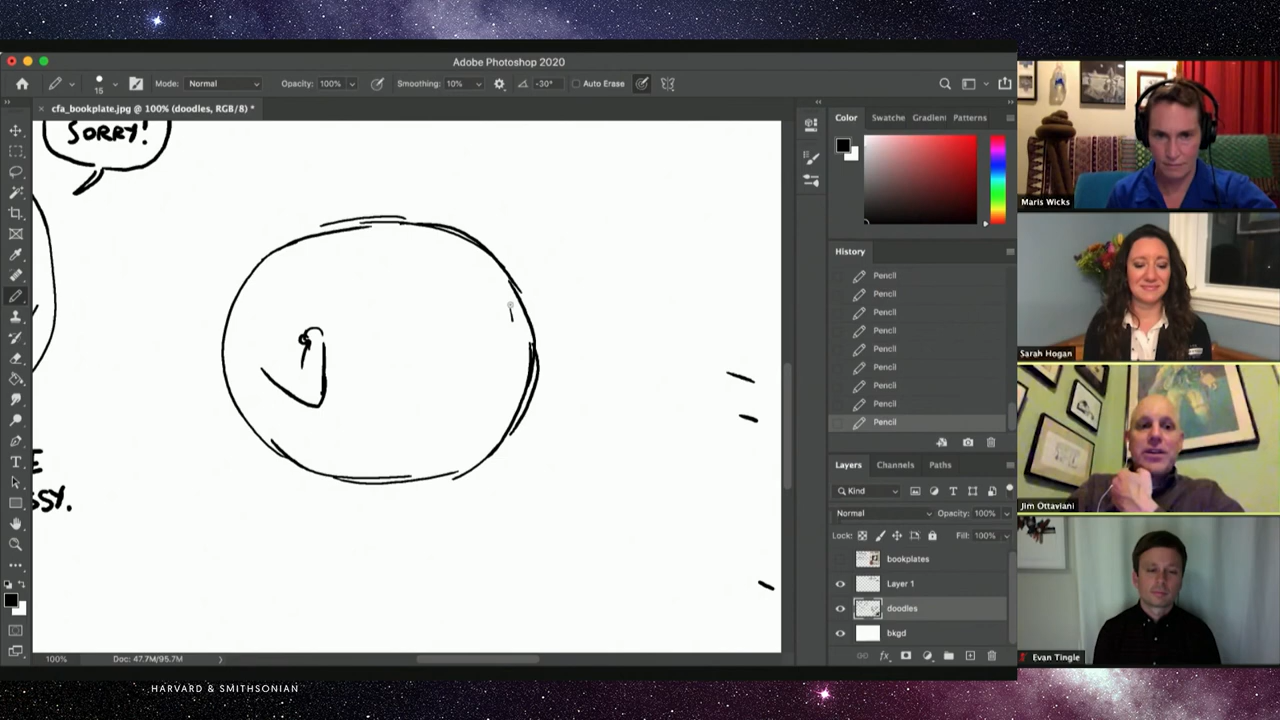 Adobe Photoshop 2020
15 Mode: Normal Opacity: 100% Smoothing: 10% -30° Auto Erase
cfa_bookplate.jpg @ 100% (doodles, RGB/8) *
SORRY!
SSY.
Color Swatche Gradien Patterns
History
Pencil
Pencil
Pencil
Pencil
Pencil
Pencil
Pencil
Pencil
Pencil
Layers Channels Paths
Kind
Normal Opacity: 100%
Lock: Fill: 100%
bookplates
Layer 1
doodles
bkgd
100% Doc: 47.7M/95.7M
Maris Wicks
Sarah Hogan
Jim Ottaviani
Evan Tingle
HARVARD & SMITHSONIAN